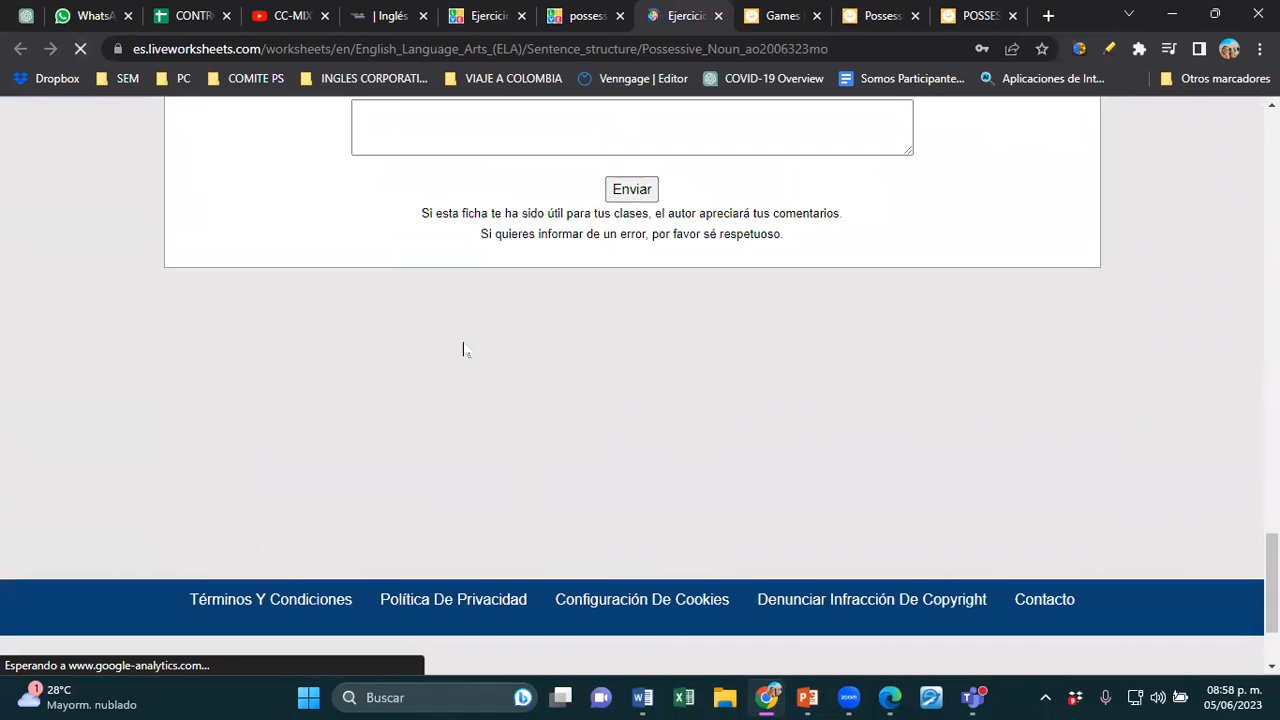 WhatsA
CONTR
CC-MIX
| Inglés
Ejercicio
possess
Ejercicio
Games
Possess
POSSES
es.liveworksheets.com/worksheets/en/English_Language_Arts_(ELA)/Sentence_structure/Possessive_Noun_ao2006323mo
Dropbox
SEM
PC
COMITE PS
INGLES CORPORATI...
VIAJE A COLOMBIA
Venngage | Editor
COVID-19 Overview
Somos Participante...
Aplicaciones de Int...
Otros marcadores
Enviar
Si esta ficha te ha sido útil para tus clases, el autor apreciará tus comentarios.
Si quieres informar de un error, por favor sé respetuoso.
Términos Y Condiciones
Política De Privacidad
Configuración De Cookies
Denunciar Infracción De Copyright
Contacto
Esperando a www.google-analytics.com...
1
28°C
Mayorm. nublado
Buscar
08:58 p. m.
05/06/2023